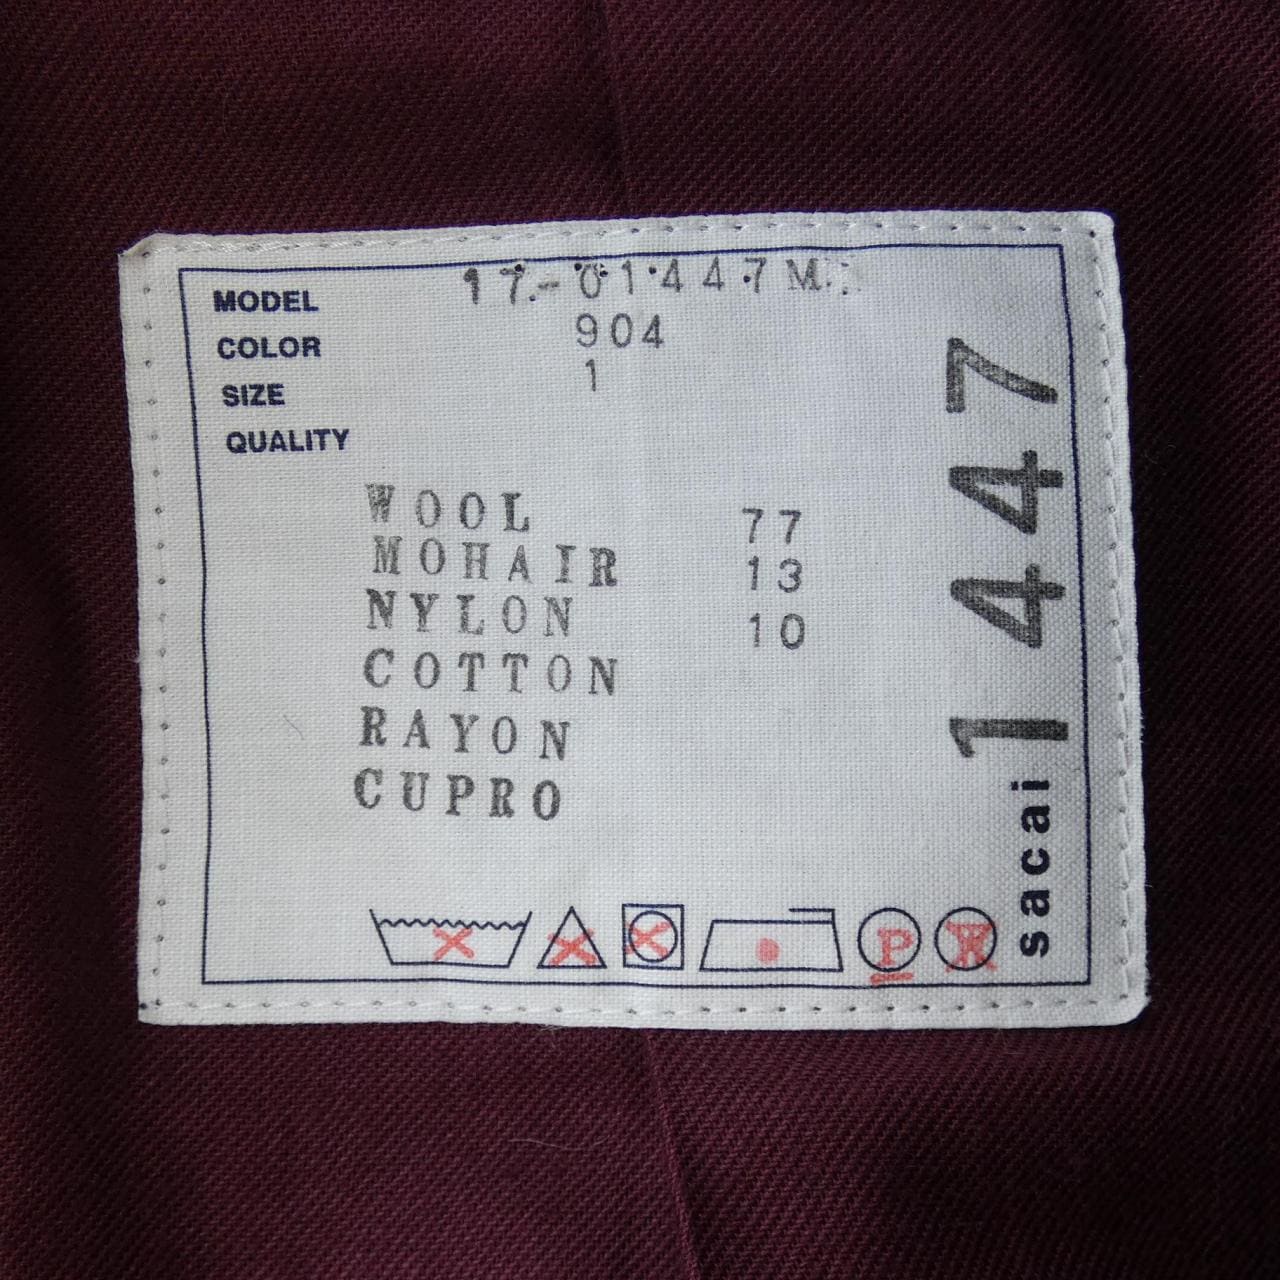 MODEL 17-01447M
COLOR 904
SIZE 1
QUALITY
WOOL 77
MOHAIR 13
NYLON 10
COTTON
RAYON
CUPRO
P
W
sacai 1447